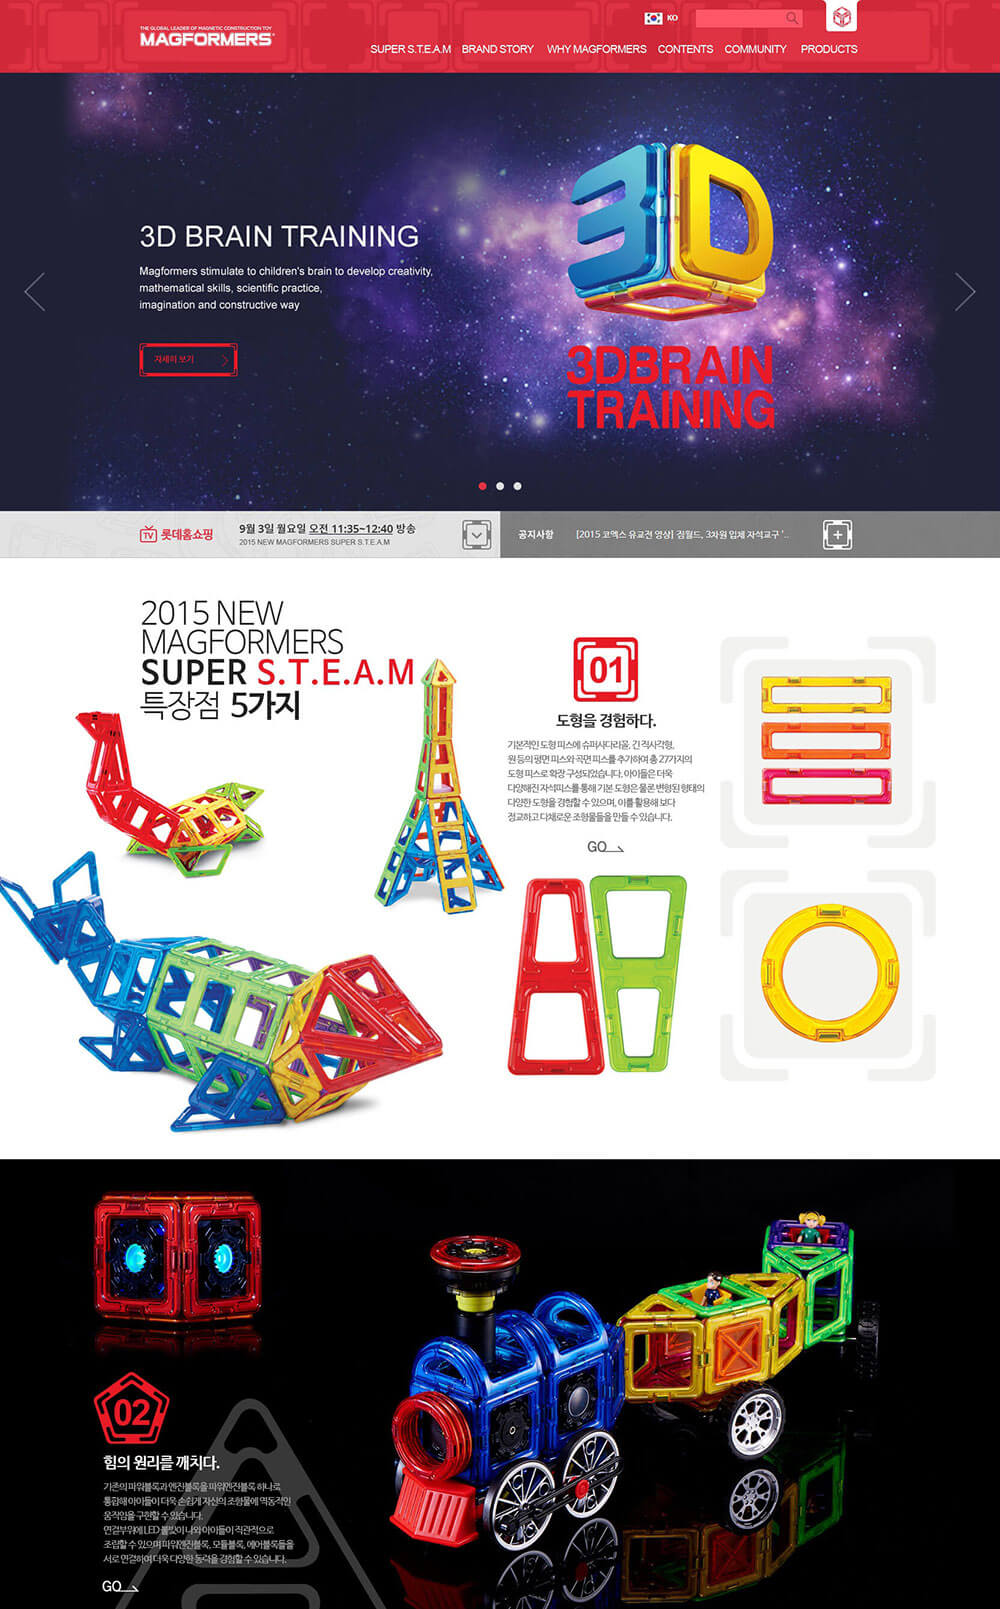 THE GLOBAL LEADER OF MAGNETIC CONSTRUCTION TOY
MAGFORMERS
KO
SUPER S.T.E.A.M BRAND STORY WHY MAGFORMERS CONTENTS COMMUNITY PRODUCTS
3D BRAIN TRAINING
Magformers stimulate to children's brain to develop creativity,
mathematical skills, scientific practice,
imagination and constructive way
자세히 보기
3D
3DBRAIN
TRAINING
TV 롯데홈쇼핑
9월 3일 월요일 오전 11:35~12:40 방송
2015 NEW MAGFORMERS SUPER S.T.E.A.M
공지사항
[2015 코엑스 유교전 영상] 짐월드, 3차원 입체 자석교구 '..
2015 NEW
MAGFORMERS
SUPER S.T.E.A.M
특장점 5가지
01
도형을 경험하다.
기본적인 도형 피스에 슈퍼사다리꼴, 긴 직사각형,
원 등의 평면 피스와 곡면 피스를 추가하여 총 27가지의
도형 피스로 확장 구성되었습니다. 아이들은 더욱
다양해진 자석피스를 통해 기본 도형은 물론 변형된 형태의
다양한 도형을 경험할 수 있으며, 이를 활용해 보다
정교하고 다채로운 조형물들을 만들 수 있습니다.
GO
02
힘의 원리를 깨치다.
기존의 파워블록과 엔진블록을 파워엔진블록 하나로
통합해 아이들이 더욱 손쉽게 자신의 조형물에 역동적인
움직임을 구현할 수 있습니다.
연결부위에 LED 불빛이 나와 아이들이 직관적으로
조립할 수 있으며 파워엔진블록, 모듈블록, 에어블록들을
서로 연결하여 더욱 다양한 동력을 경험할 수 있습니다.
GO